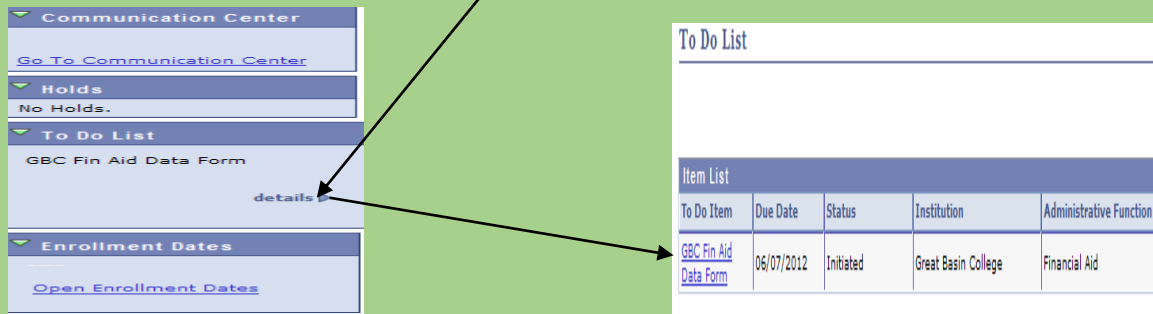 Communication Center
Go To Communication Center
Holds
No Holds.
To Do List
GBC Fin Aid Data Form
details
Enrollment Dates
Open Enrollment Dates
To Do List
Item List
To Do Item Due Date Status Institution Administrative Function
GBC Fin Aid
Data Form 06/07/2012 Initiated Great Basin College Financial Aid